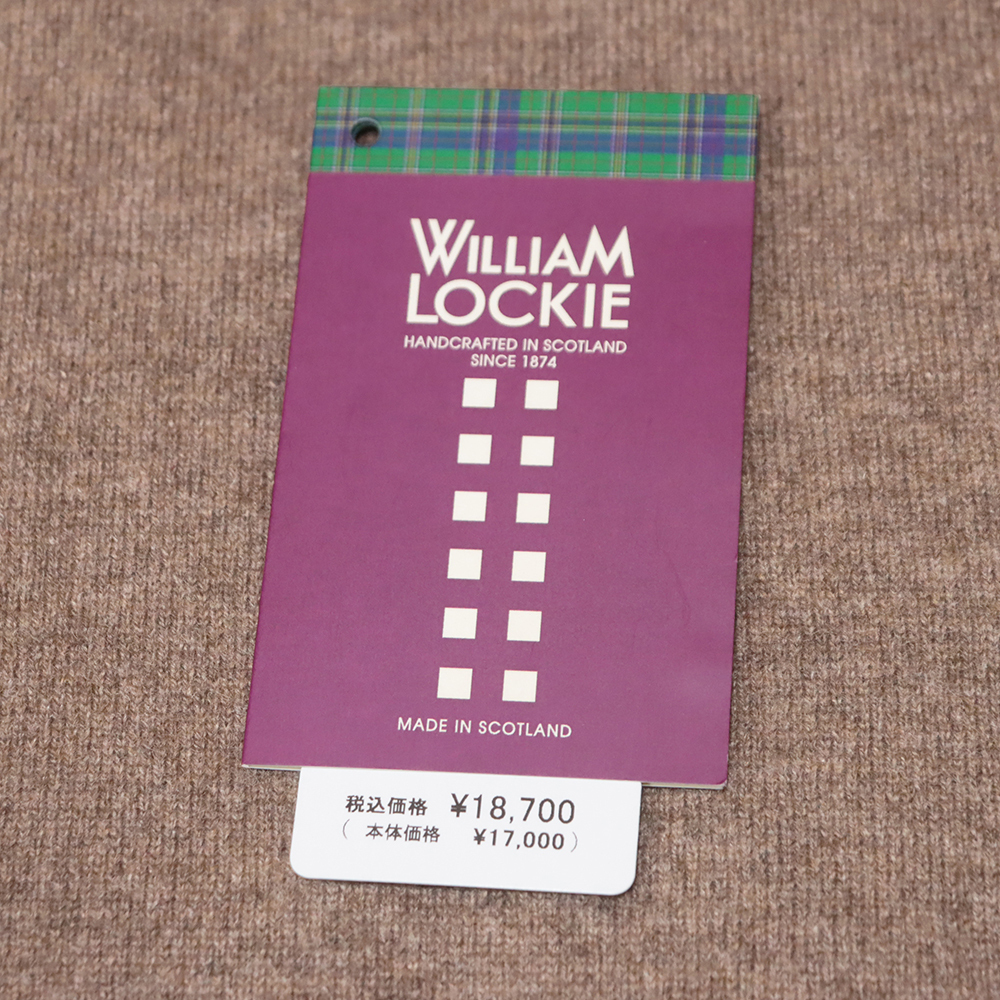 WILLIAM
LOCKIE
HANDCRAFTED IN SCOTLAND
SINCE 1874
MADE IN SCOTLAND
税込価格 ¥18,700
( 本体価格 ¥17,000 )